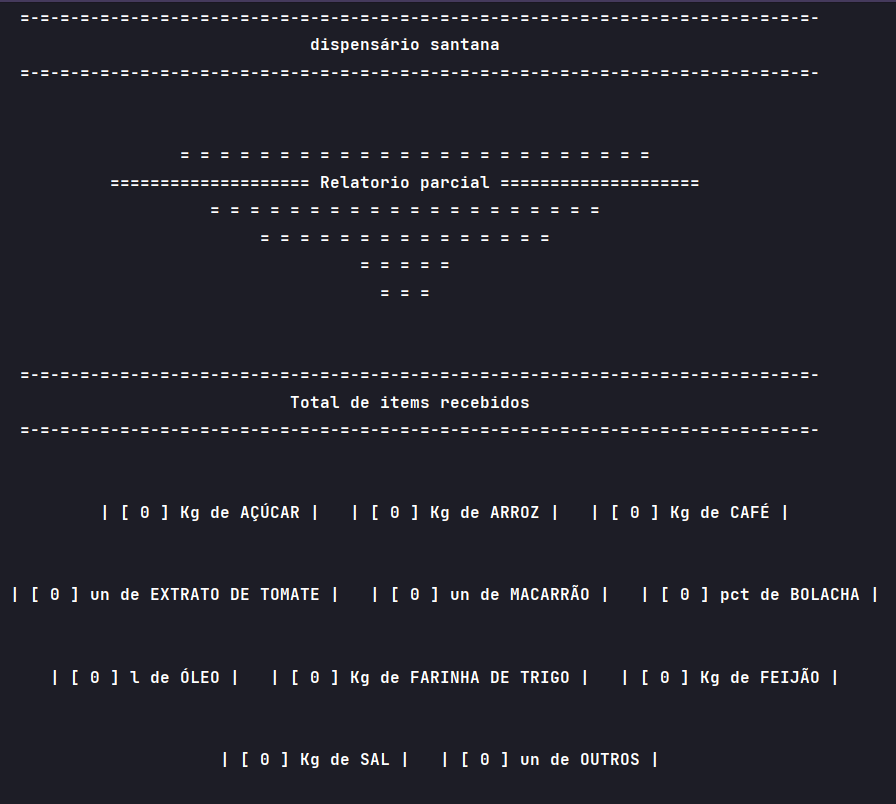 =-=-=-=-=-=-=-=-=-=-=-=-=-=-=-=-=-=-=-=-=-=-=-=-=-=-=-=-=-=-=-=-=-=-=-=-=-=-=-=-
dispensário santana
=-=-=-=-=-=-=-=-=-=-=-=-=-=-=-=-=-=-=-=-=-=-=-=-=-=-=-=-=-=-=-=-=-=-=-=-=-=-=-=-
= = = = = = = = = = = = = = = = = = = = = = = =
==================== Relatorio parcial ====================
= = = = = = = = = = = = = = = = = = = =
= = = = = = = = = = = = = = =
= = = = =
= = =
=-=-=-=-=-=-=-=-=-=-=-=-=-=-=-=-=-=-=-=-=-=-=-=-=-=-=-=-=-=-=-=-=-=-=-=-=-=-=-=-
Total de items recebidos
=-=-=-=-=-=-=-=-=-=-=-=-=-=-=-=-=-=-=-=-=-=-=-=-=-=-=-=-=-=-=-=-=-=-=-=-=-=-=-=-
| [ 0 ] Kg de AÇÚCAR |   | [ 0 ] Kg de ARROZ |   | [ 0 ] Kg de CAFÉ |
| [ 0 ] un de EXTRATO DE TOMATE |   | [ 0 ] un de MACARRÃO |   | [ 0 ] pct de BOLACHA |
| [ 0 ] l de ÓLEO |   | [ 0 ] Kg de FARINHA DE TRIGO |   | [ 0 ] Kg de FEIJÃO |
| [ 0 ] Kg de SAL |   | [ 0 ] un de OUTROS |